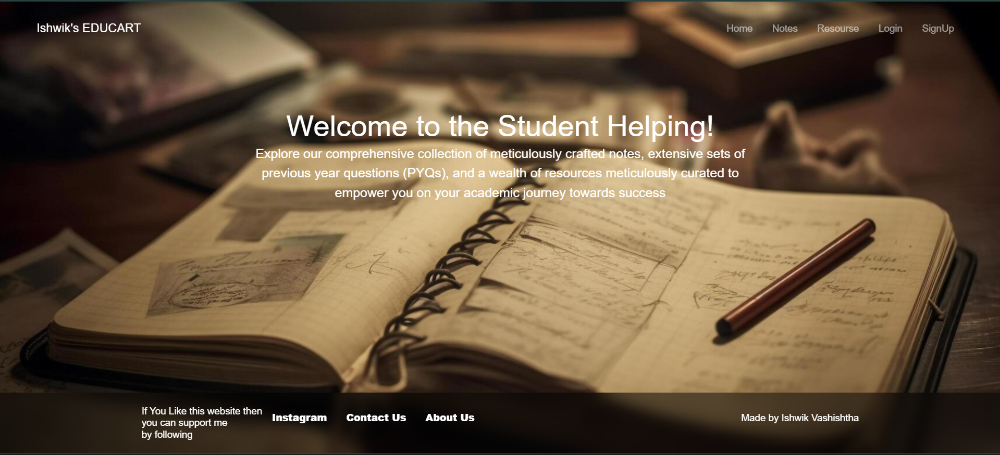 Ishwik's EDUCART
Home Notes Resourse Login SignUp
Welcome to the Student Helping!
Explore our comprehensive collection of meticulously crafted notes, extensive sets of
previous year questions (PYQs), and a wealth of resources meticulously curated to
empower you on your academic journey towards success
If You Like this website then
you can support me
by following
Instagram Contact Us About Us
Made by Ishwik Vashishtha